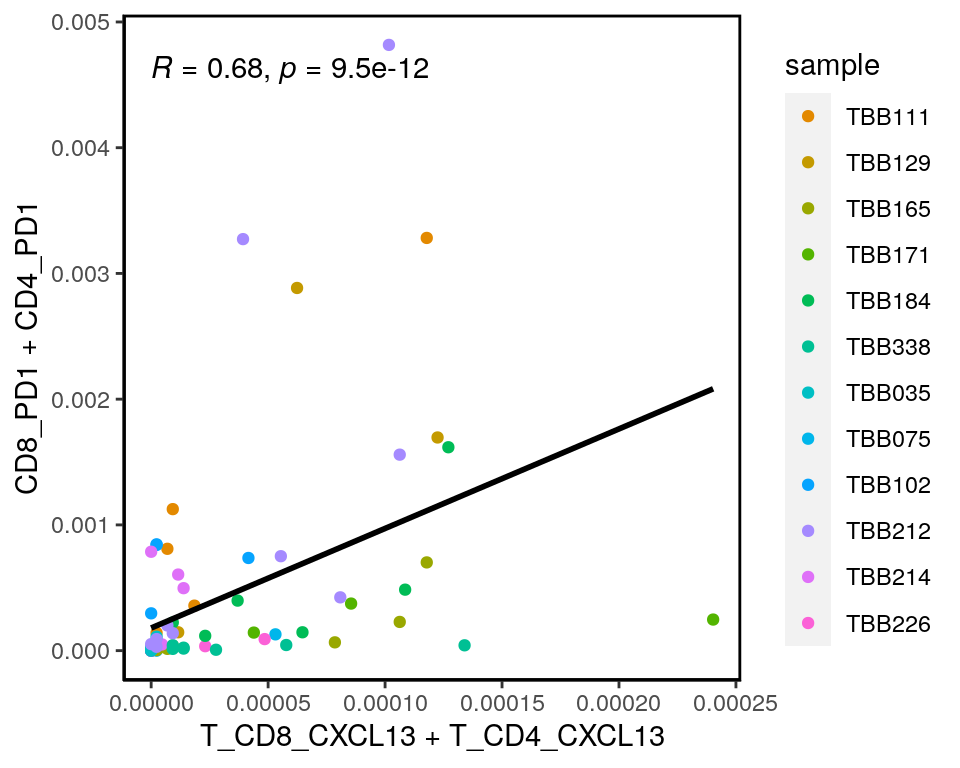 R = 0.68, p = 9.5e-12
CD8_PD1 + CD4_PD1
0.005
0.004
0.003
0.002
0.001
0.000
0.00000
0.00005
0.00010
0.00015
0.00020
0.00025
T_CD8_CXCL13 + T_CD4_CXCL13
sample
TBB111
TBB129
TBB165
TBB171
TBB184
TBB338
TBB035
TBB075
TBB102
TBB212
TBB214
TBB226